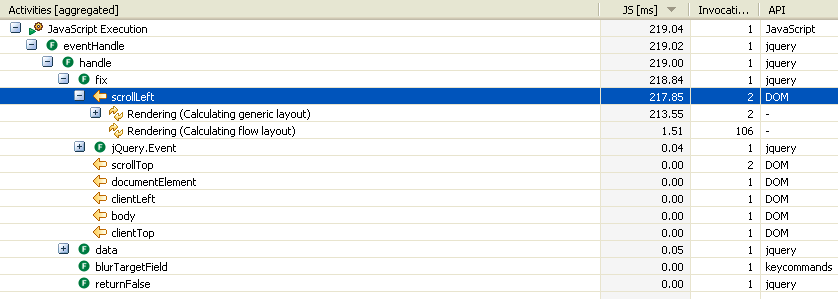 Activities [aggregated] JS [ms] Invocati... API
JavaScript Execution 219.04 1 JavaScript
eventHandle 219.02 1 jquery
handle 219.00 1 jquery
fix 218.84 1 jquery
scrollLeft 217.85 2 DOM
Rendering (Calculating generic layout) 213.55 2 -
Rendering (Calculating flow layout) 1.51 106 -
jQuery.Event 0.04 1 jquery
scrollTop 0.00 2 DOM
documentElement 0.00 1 DOM
clientLeft 0.00 1 DOM
body 0.00 1 DOM
clientTop 0.00 1 DOM
data 0.05 1 jquery
blurTargetField 0.00 1 keycommands
returnFalse 0.00 1 jquery